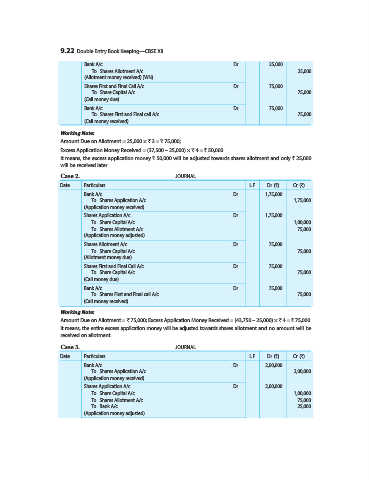 9.22 Double Entry Book Keeping—CBSE XII
Bank A/c Dr 25,000
To Shares Allotment A/c 25,000
(Allotment money received) (WN)
Shares First and Final Call A/c Dr 75,000
To Share Capital A/c 75,000
(Call money due)
Bank A/c Dr 75,000
To Shares First and Final call A/c 75,000
(Call money received)
Working Note:
Amount Due on Allotment = 25,000 × ₹ 3 = ₹ 75,000;
Excess Application Money Received = (37,500 – 25,000) × ₹ 4 = ₹ 50,000
It means, the excess application money ₹ 50,000 will be adjusted towards shares allotment and only ₹ 25,000
will be received later
Case 2. JOURNAL
Date Particulars L.F Dr (₹) Cr (₹)
Bank A/c Dr 1,75,000
To Shares Application A/c 1,75,000
(Application money received)
Shares Application A/c Dr 1,75,000
To Share Capital A/c 1,00,000
To Shares Allotment A/c 75,000
(Application money adjusted)
Shares Allotment A/c Dr 75,000
To Share Capital A/c 75,000
(Allotment money due)
Shares First and Final Call A/c Dr 75,000
To Share Capital A/c 75,000
(Call money due)
Bank A/c Dr 75,000
To Shares First and Final call A/c 75,000
(Call money received)
Working Note:
Amount Due on Allotment = ₹ 75,000; Excess Application Money Received = (43,750 – 25,000) × ₹ 4 = ₹ 75,000
It means, the entire excess application money will be adjusted towards shares allotment and no amount will be
received on allotment
Case 3. JOURNAL
Date Particulars L.F Dr (₹) Cr (₹)
Bank A/c Dr 2,00,000
To Shares Application A/c 2,00,000
(Application money received)
Shares Application A/c Dr 2,00,000
To Share Capital A/c 1,00,000
To Shares Allotment A/c 75,000
To Bank A/c 25,000
(Application money adjusted)